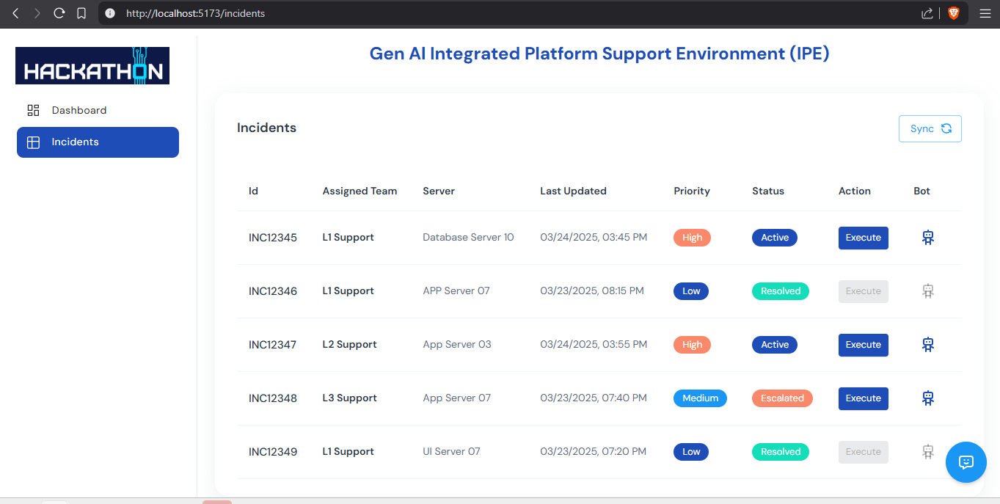 http://localhost:5173/incidents
HACKATHON
Gen AI Integrated Platform Support Environment (IPE)
Dashboard
Incidents
Incidents
Sync
Id Assigned Team Server Last Updated Priority Status Action Bot
INC12345 L1 Support Database Server 10 03/24/2025, 03:45 PM High Active Execute
INC12346 L1 Support APP Server 07 03/23/2025, 08:15 PM Low Resolved Execute
INC12347 L2 Support App Server 03 03/24/2025, 03:55 PM High Active Execute
INC12348 L3 Support App Server 07 03/23/2025, 07:40 PM Medium Escalated Execute
INC12349 L1 Support UI Server 07 03/23/2025, 07:20 PM Low Resolved Execute